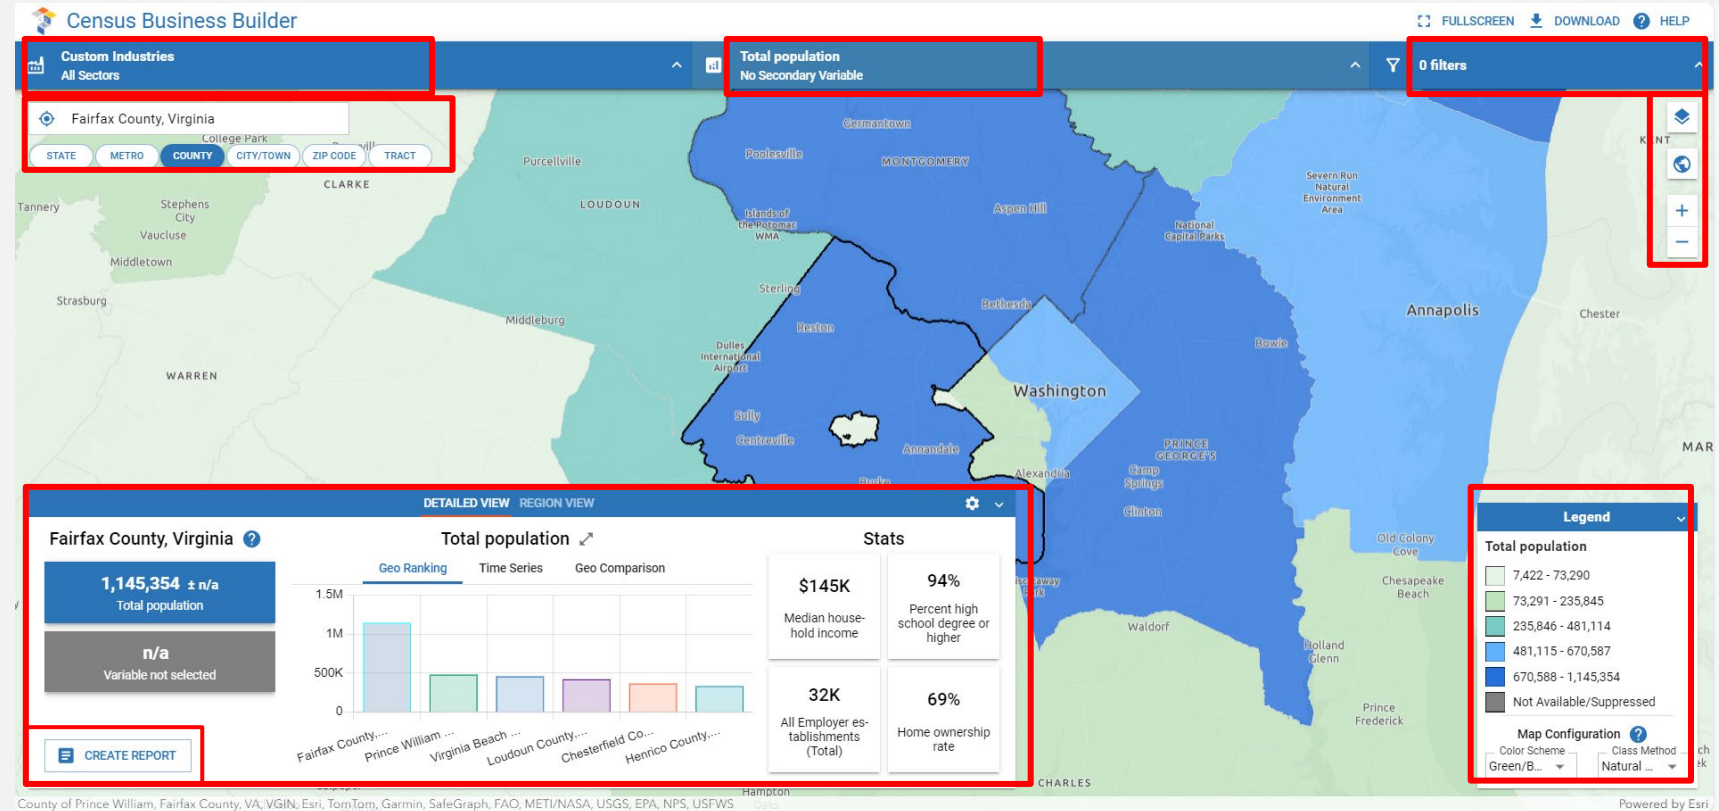 Census Business Builder
FULLSCREEN DOWNLOAD HELP
Custom Industries
All Sectors
Total population
No Secondary Variable
0 filters
Fairfax County, Virginia
College Park
STATE METRO COUNTY CITY/TOWN ZIP CODE TRACT
Germantown
Poolesville
MONTGOMERY
Purcellville
KENT
CLARKE
LOUDOUN
Severn Run
Natural
Environment
Area
Tannery
Stephens
City
Vaucluse
Islands of
the Potomac
WMA
Aspen Hill
National
Capital Parks
Middletown
Strasburg
Sterling
Bethesda
Middleburg
Reston
Annapolis
Chester
Dulles
International
Airport
Bowie
WARREN
Washington
Sully
Centreville
Annandale
PRINCE
GEORGE'S
MAR
Alexandria
Camp
Springs
Burke
Clinton
DETAILED VIEW REGION VIEW
Fairfax County, Virginia
1,145,354 ± n/a
Total population
n/a
Variable not selected
CREATE REPORT
Total population
Geo Ranking Time Series Geo Comparison
1.5M
1M
500K
0
Fairfax County,...
Prince William ...
Virginia Beach ...
Loudoun County,...
Chesterfield Co...
Henrico County,...
Stats
$145K
Median house-
hold income
94%
Percent high
school degree or
higher
32K
All Employer es-
tablishments
(Total)
69%
Home ownership
rate
Old Colony
Cove
Chesapeake
Beach
Park
Waldorf
Holland
Glenn
Prince
Frederick
CHARLES
Hampton
Oaks
Legend
Total population
7,422 - 73,290
73,291 - 235,845
235,846 - 481,114
481,115 - 670,587
670,588 - 1,145,354
Not Available/Suppressed
Map Configuration
Color Scheme
Green/B...
Class Method
Natural ...
County of Prince William, Fairfax County, VA, VGIN, Esri, TomTom, Garmin, SafeGraph, FAO, METI/NASA, USGS, EPA, NPS, USFWS
Powered by Esri